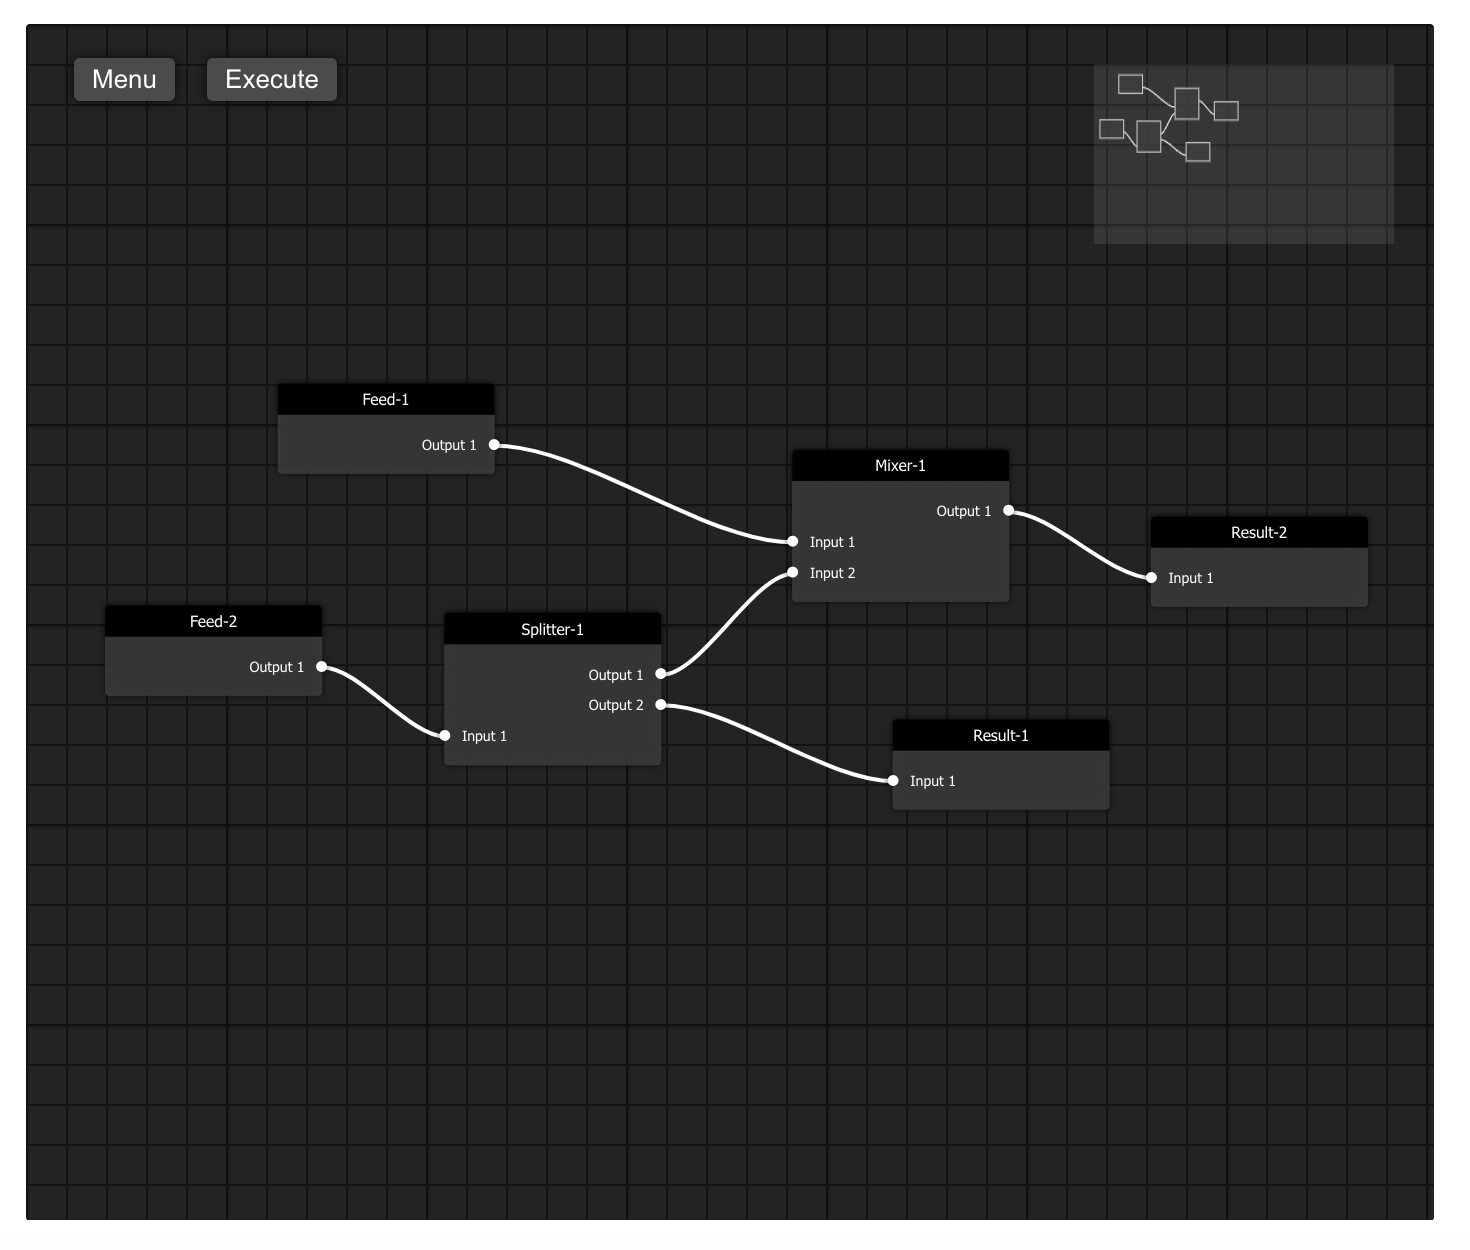 Menu
Execute
Feed-1
Output 1
Mixer-1
Output 1
Input 1
Input 2
Result-2
Input 1
Feed-2
Output 1
Splitter-1
Output 1
Output 2
Input 1
Result-1
Input 1